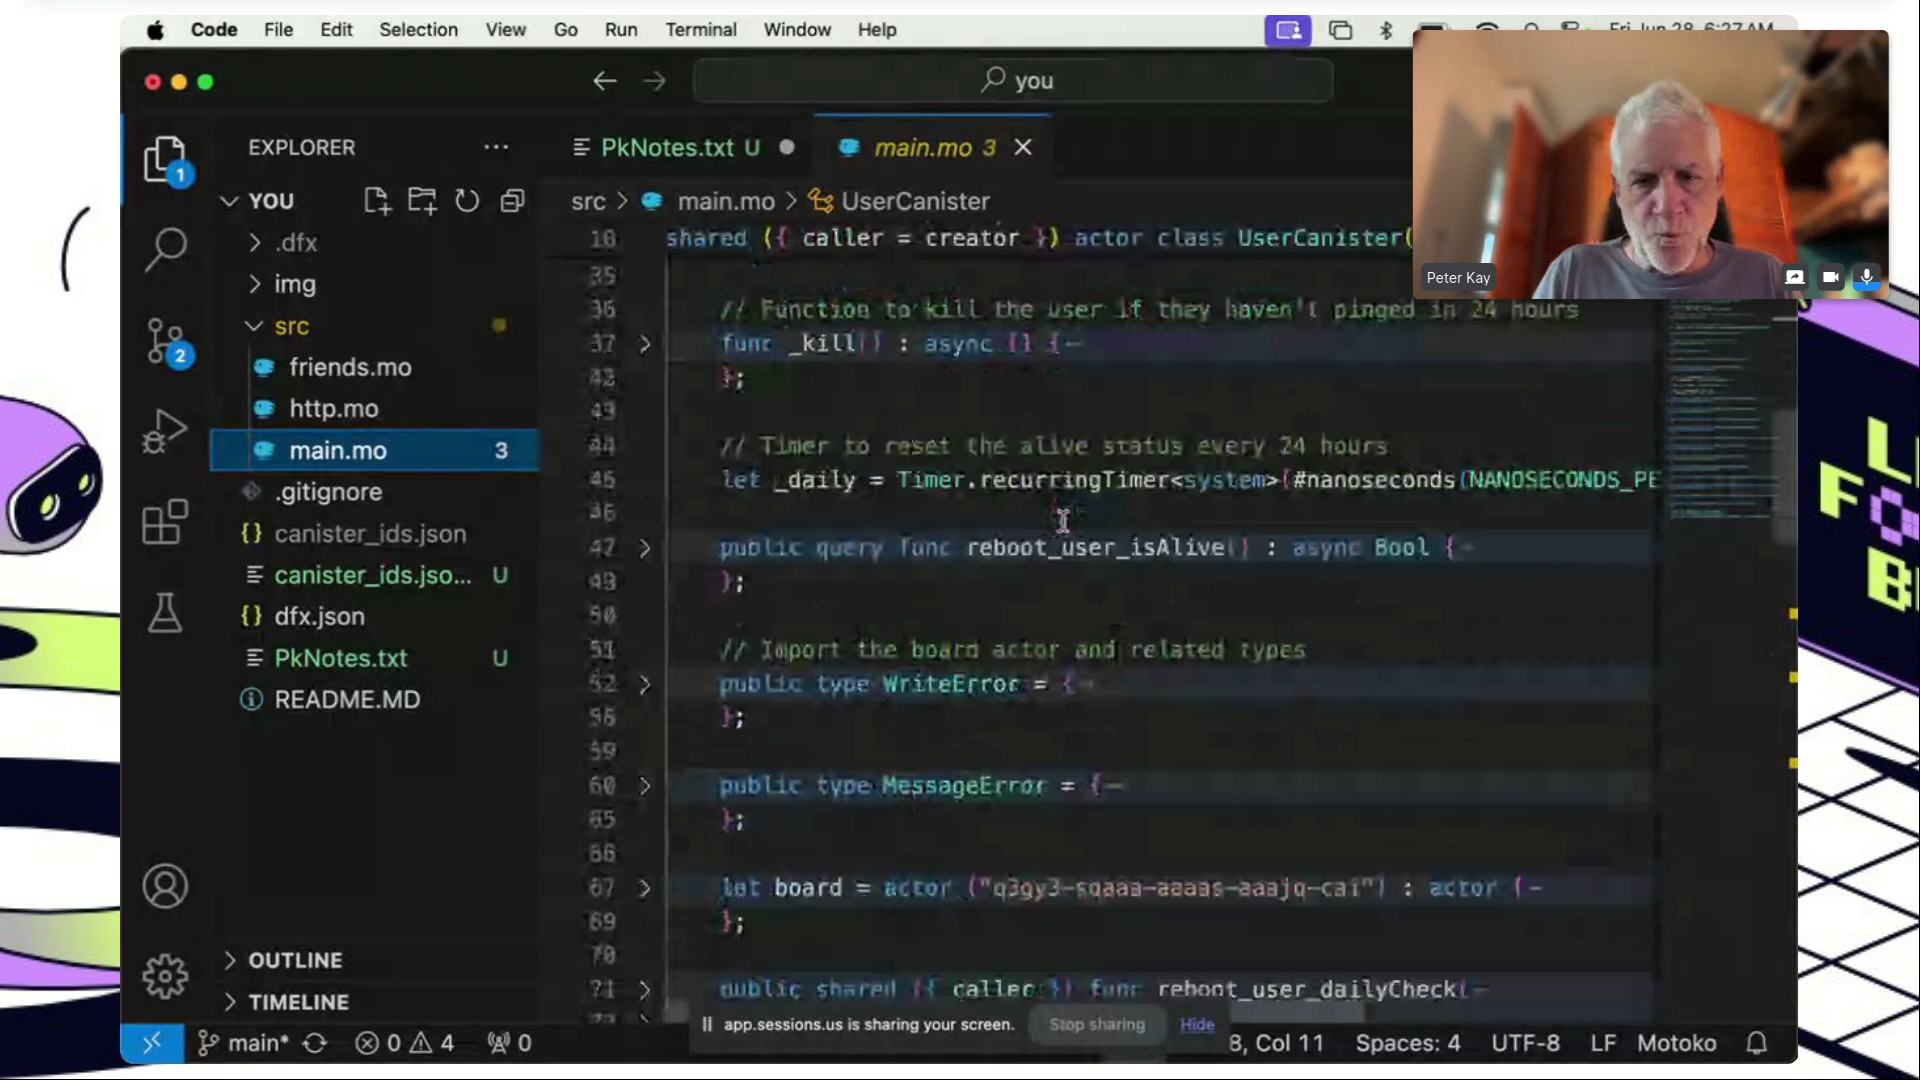 Code File Edit Selection View Go Run Terminal Window Help
Fri Jun 28 6:27 AM
you
Peter Kay
EXPLORER
PkNotes.txt U
main.mo 3
YOU
src > main.mo > UserCanister
.dfx
img
src
friends.mo
http.mo
main.mo 3
.gitignore
canister_ids.json
canister_ids.jso... U
dfx.json
PkNotes.txt U
README.MD
OUTLINE
TIMELINE
shared ({ caller = creator }) actor class UserCanister(
35
36 // Function to kill the user if they haven't pinged in 24 hours
37 func _kill() : async () {
};
43
44 // Timer to reset the alive status every 24 hours
let _daily = Timer.recurringTimer<system>(#nanoseconds(NANOSECONDS_PE
47 public query func reboot_user_isAlive() : async Bool {
49 };
50
51 // Import the board actor and related types
52 public type WriteError = {
};
59
60 public type MessageError = {
65 };
66
67 let board = actor ("q3gy3-sqaaa-aaaas-aaajq-cai") : actor {
69 };
70
71 public shared ({ caller }) func reboot_user_dailyCheck(
app.sessions.us is sharing your screen. Stop sharing Hide
main* 0 4 0
8, Col 11 Spaces: 4 UTF-8 LF Motoko